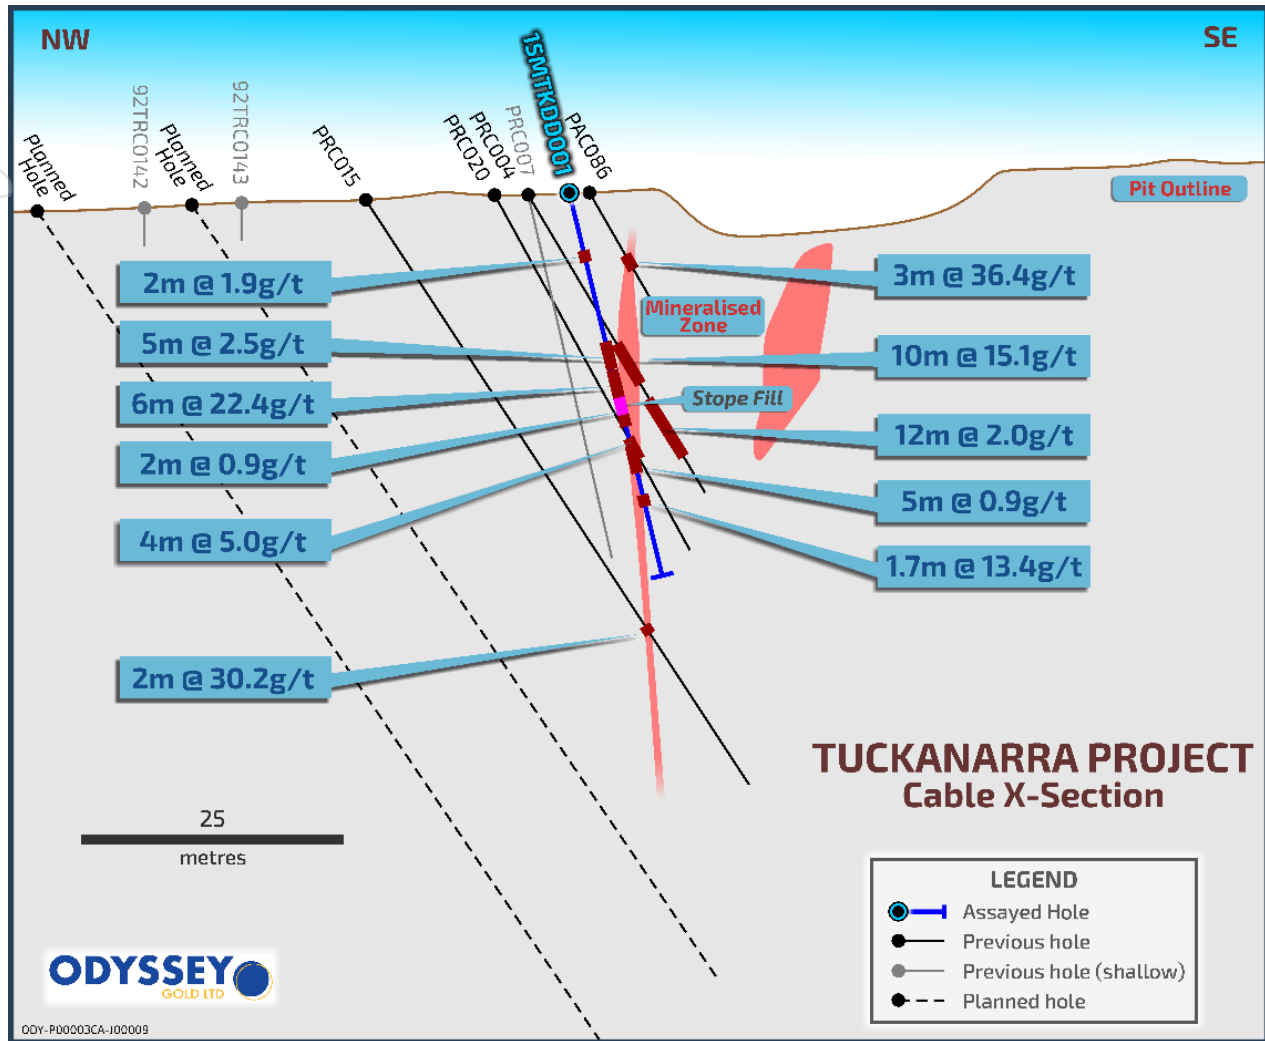 NW
SE
Planned
Hole
92TRC0142
Planned
Hole
92TRC0143
PRC015
PRC020
PRC004
PRC007
15MTKDD001
PAC086
Pit Outline
2m @ 1.9g/t
5m @ 2.5g/t
6m @ 22.4g/t
2m @ 0.9g/t
4m @ 5.0g/t
2m @ 30.2g/t
Mineralised
Zone
Stope Fill
3m @ 36.4g/t
10m @ 15.1g/t
12m @ 2.0g/t
5m @ 0.9g/t
1.7m @ 13.4g/t
TUCKANARRA PROJECT
Cable X-Section
25
metres
LEGEND
Assayed Hole
Previous hole
Previous hole (shallow)
Planned hole
ODYSSEY
GOLD LTD
ODY-P00003CA-J00009